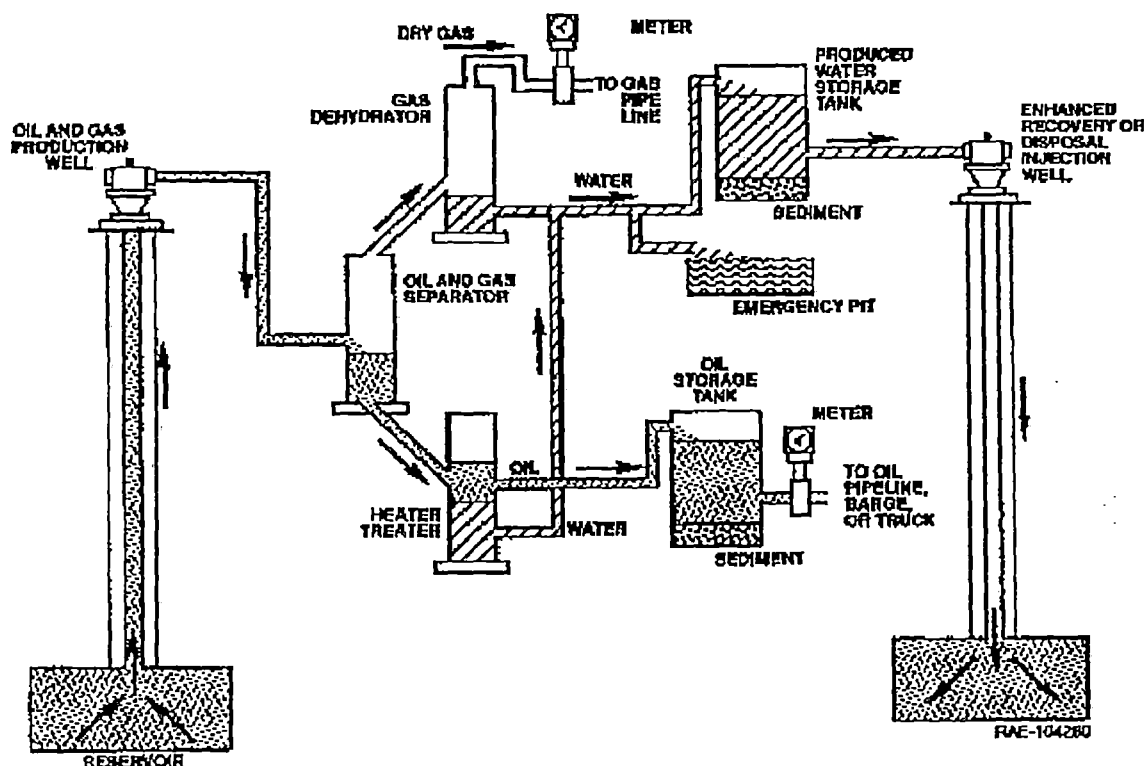 DRY GAS
METER
TO GAS
PIPE
LINE
GAS
DEHYDRATOR
PRODUCED
WATER
STORAGE
TANK
OIL AND GAS
PRODUCTION
WELL
ENHANCED
RECOVERY OR
DISPOSAL
INJECTION
WELL
WATER
SEDIMENT
OIL AND GAS
SEPARATOR
EMERGENCY PIT
OIL
STORAGE
TANK
METER
OIL
TO OIL
PIPELINE,
BARGE,
OR TRUCK
HEATER
TREATER
WATER
SEDIMENT
RAE-104280
RESERVOIR